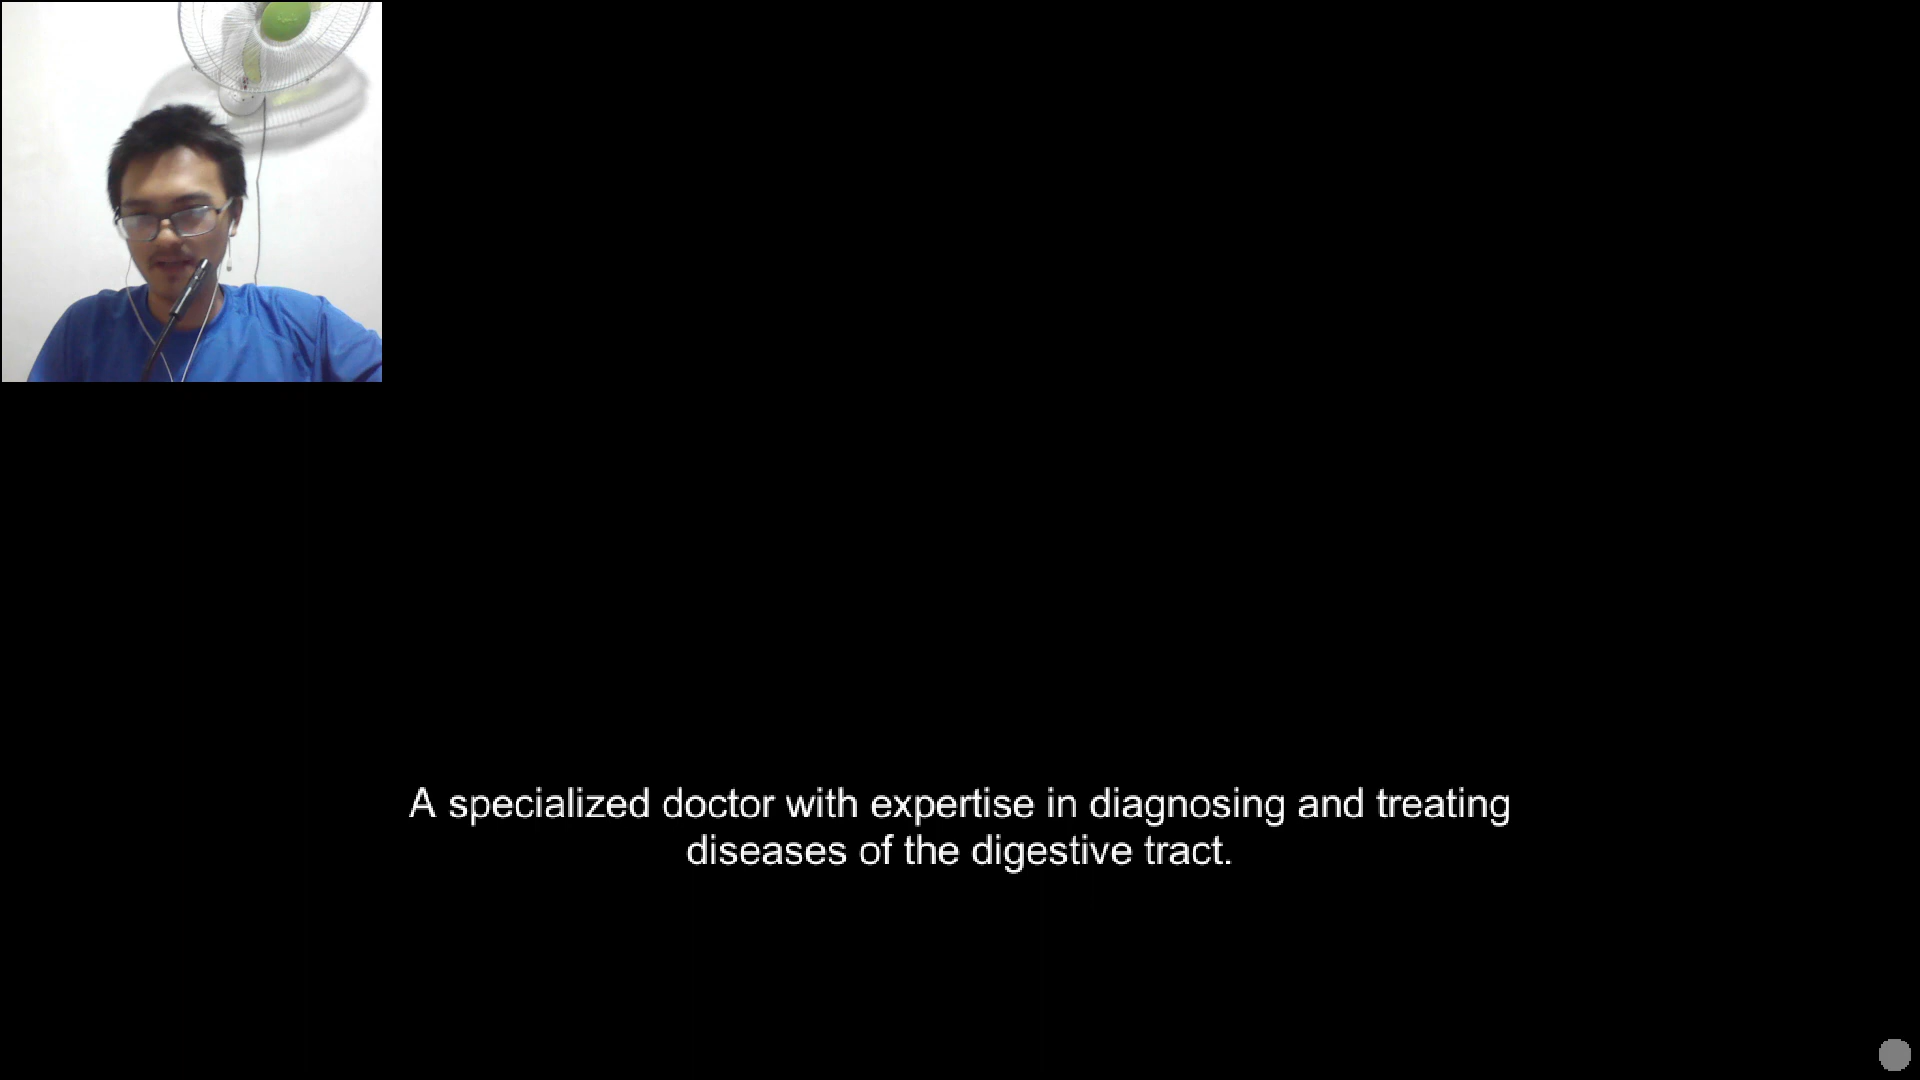 A specialized doctor with expertise in diagnosing and treating
diseases of the digestive tract.